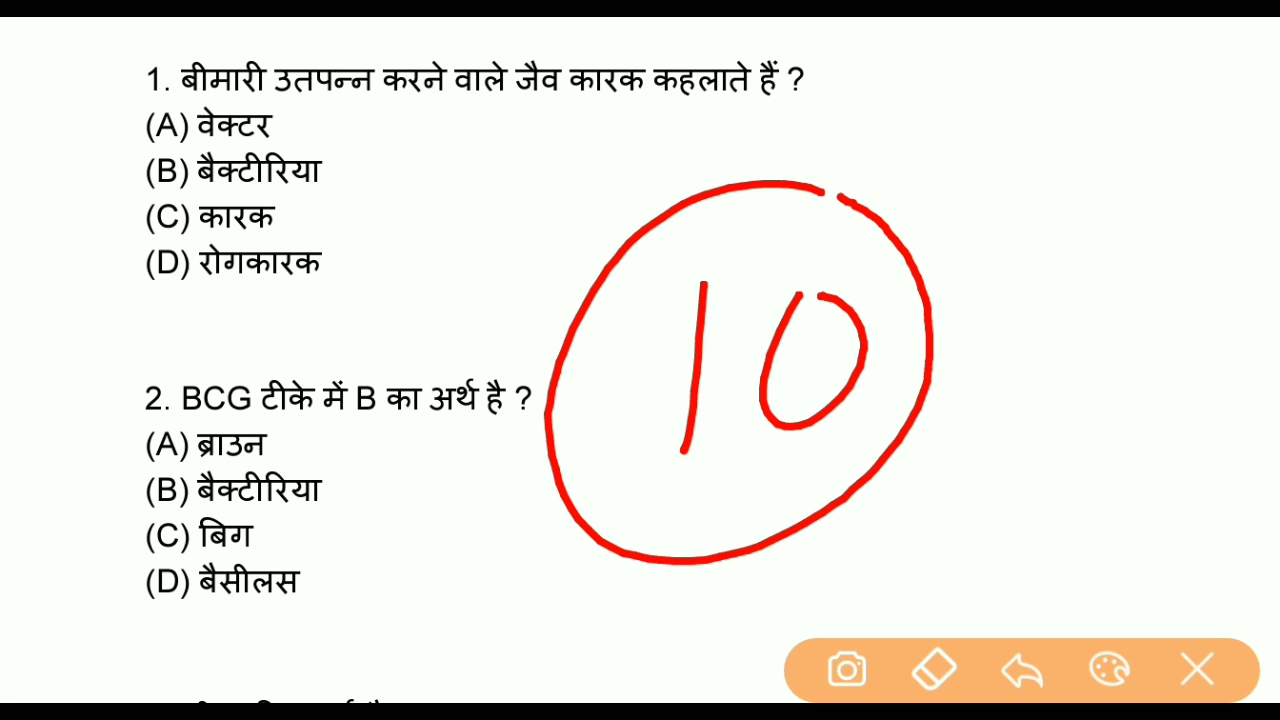 1. बीमारी उतपन्न करने वाले जैव कारक कहलाते हैं ?
(A) वेक्टर
(B) बैक्टीरिया
(C) कारक
(D) रोगकारक
10
2. BCG टीके में B का अर्थ है ?
(A) ब्राउन
(B) बैक्टीरिया
(C) बिग
(D) बैसीलस